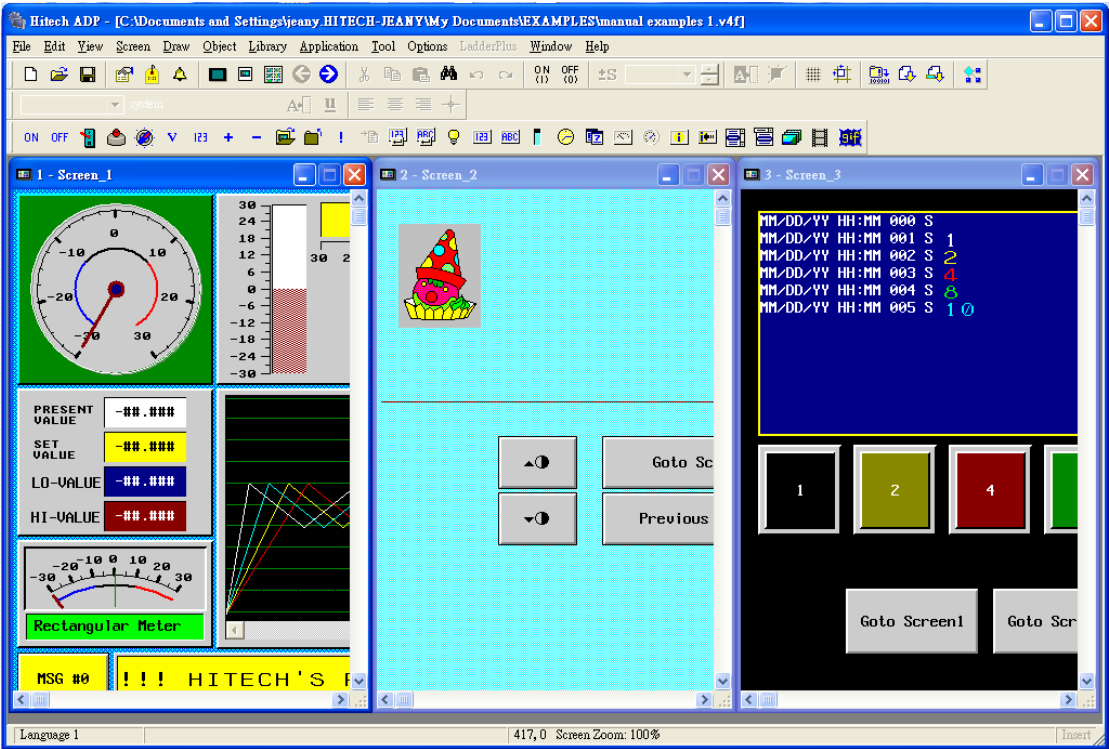 Hitech ADP - [C:\Documents and Settings\jeany.HITECH-JEANY\My Documents\EXAMPLES\manual examples 1.v4f]
File Edit View Screen Draw Object Library Application Tool Options LadderPlus Window Help
ON (1) OFF (0) ±S
system
ON OFF V 123 + - ! 123 ABC 123 ABC
1 - Screen_1
0
-10 10
-20 20
-30 30
30
24
18
12
6
0
-6
-12
-18
-24
-30
30 2
PRESENT VALUE -##.###
SET VALUE -##.###
LO-VALUE -##.###
HI-VALUE -##.###
-30 -20 -10 0 10 20 30
Rectangular Meter
MSG #0 !!! HITECH'S
2 - Screen_2
Goto Sc
Previous
3 - Screen_3
MM/DD/YY HH:MM 000 S
MM/DD/YY HH:MM 001 S 1
MM/DD/YY HH:MM 002 S 2
MM/DD/YY HH:MM 003 S 4
MM/DD/YY HH:MM 004 S 8
MM/DD/YY HH:MM 005 S 10
1 2 4
Goto Screen1 Goto Scr
Language 1 417, 0 Screen Zoom: 100% Insert